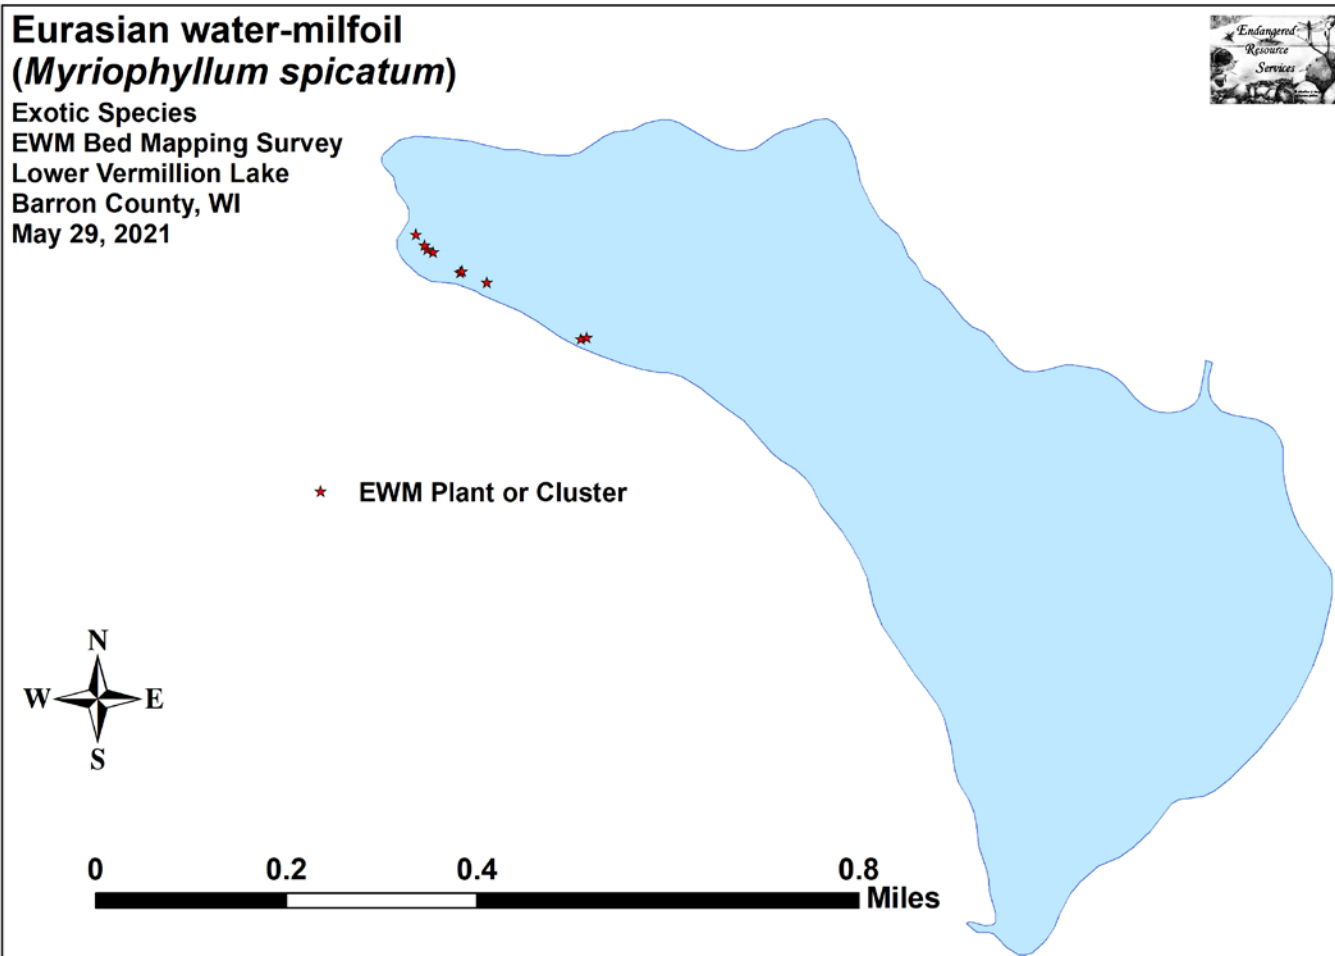 Eurasian water-milfoil
(Myriophyllum spicatum)
Exotic Species
EWM Bed Mapping Survey
Lower Vermillion Lake
Barron County, WI
May 29, 2021
Endangered
Resource
Services
EWM Plant or Cluster
N
W E
S
0 0.2 0.4 0.8
Miles